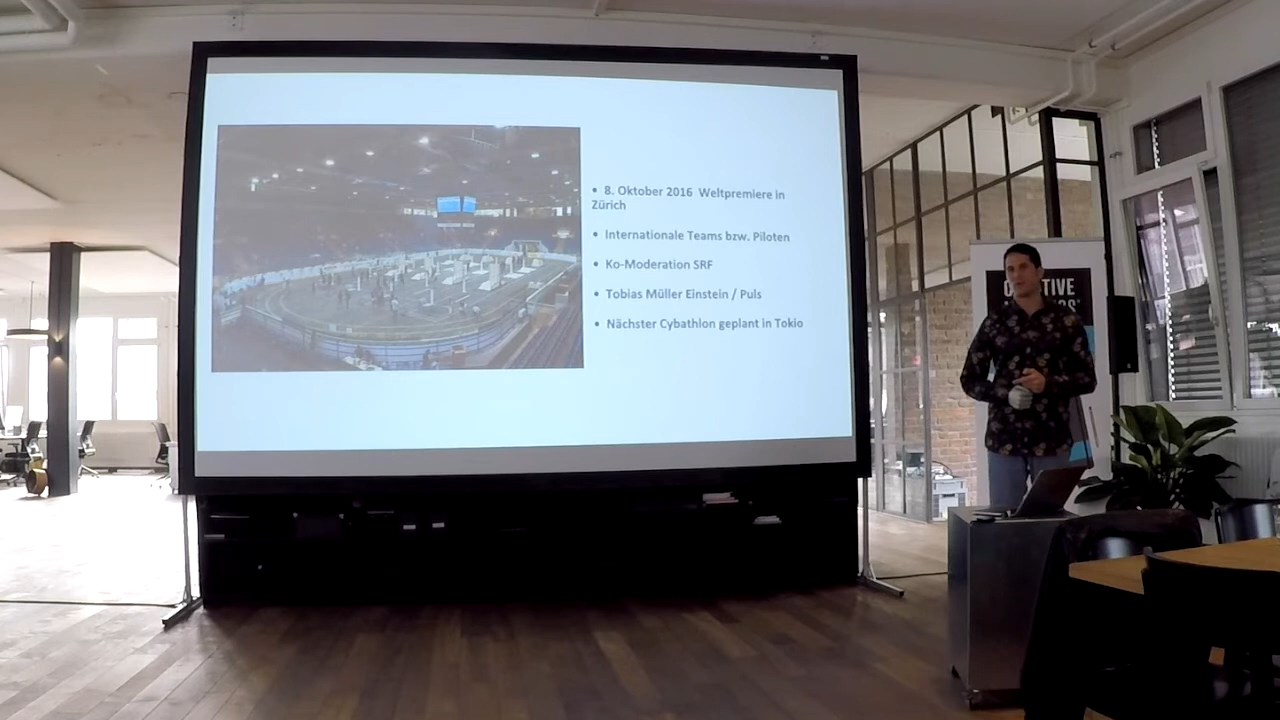 • 8. Oktober 2016 Weltpremiere in
Zürich
• Internationale Teams bzw. Piloten
• Ko-Moderation SRF
• Tobias Müller Einstein / Puls
• Nächster Cybathlon geplant in Tokio